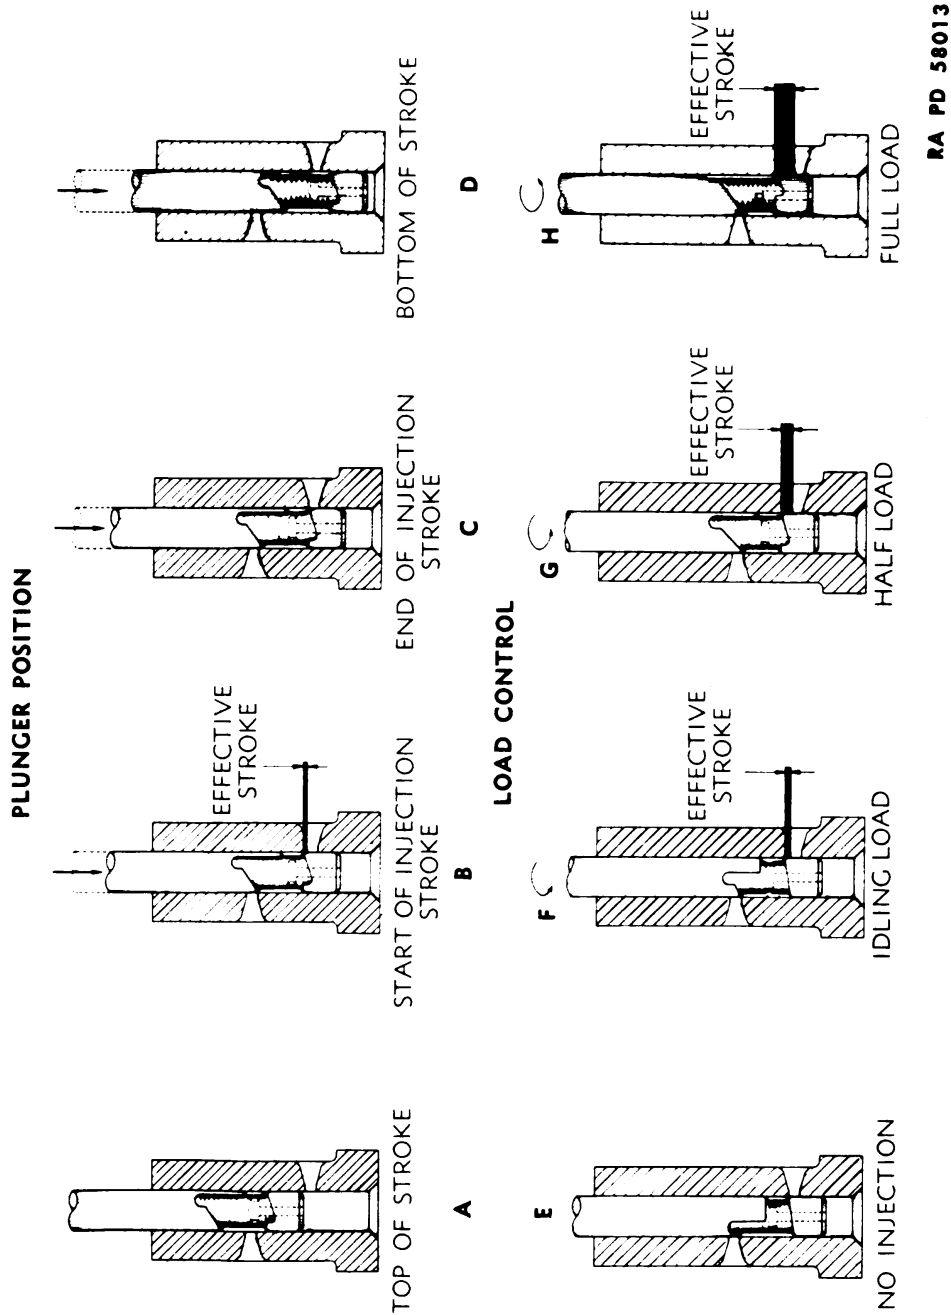 PLUNGER POSITION
EFFECTIVE
STROKE
TOP OF STROKE
START OF INJECTION
STROKE
END OF INJECTION
STROKE
BOTTOM OF STROKE
A
B
C
D
LOAD CONTROL
E
F
G
H
EFFECTIVE
STROKE
EFFECTIVE
STROKE
EFFECTIVE
STROKE
NO INJECTION
IDLING LOAD
HALF LOAD
FULL LOAD
RA PD 58013